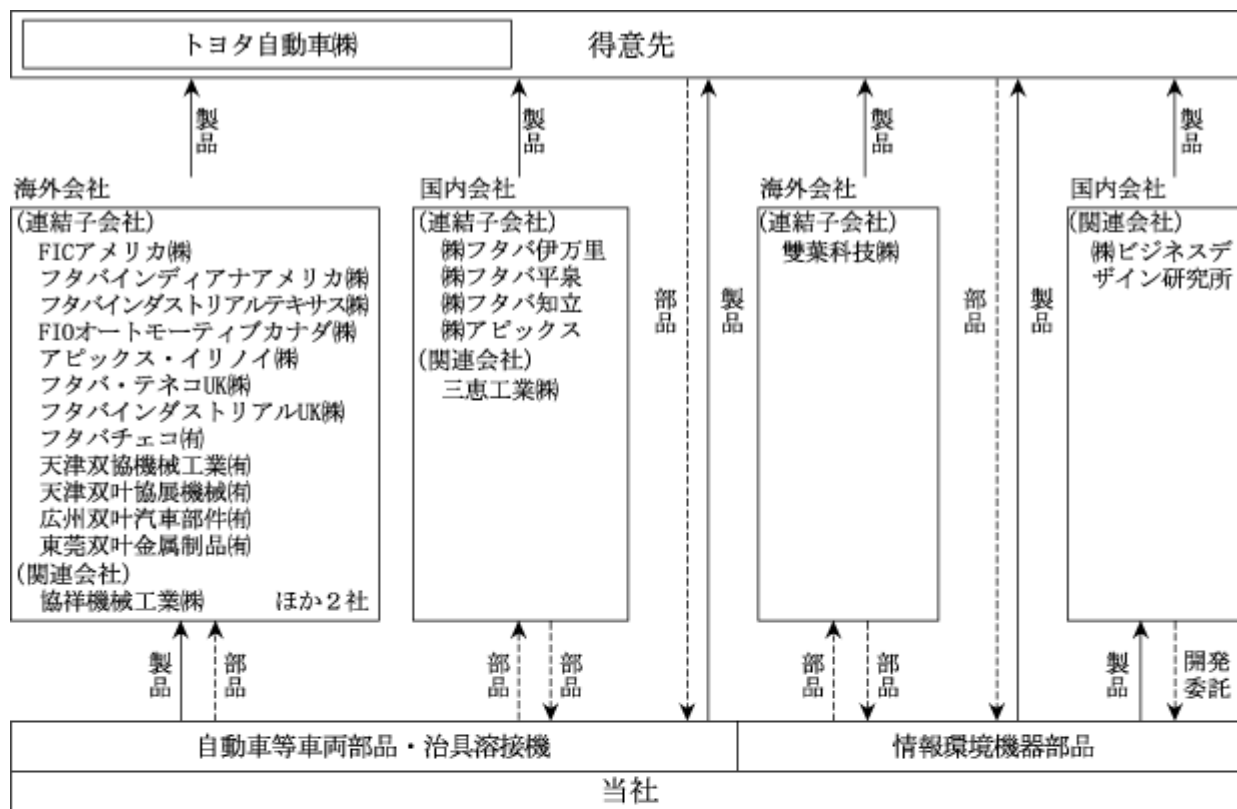 トヨタ自動車㈱
得意先
製品
製品
部品
製品
製品
部品
製品
製品
海外会社
(連結子会社)
FICアメリカ㈱
フタバインディアナアメリカ㈱
フタバインダストリアルテキサス㈱
FIOオートモーティブカナダ㈱
アピックス・イリノイ㈱
フタバ・テネコUK㈱
フタバインダストリアルUK㈱
フタバチェコ㈲
天津双協機械工業㈲
天津双叶協展機械㈲
広州双叶汽車部件㈲
東莞双叶金属制品㈲
(関連会社)
協祥機械工業㈱ ほか2社
国内会社
(連結子会社)
㈱フタバ伊万里
㈱フタバ平泉
㈱フタバ知立
㈱アピックス
(関連会社)
三恵工業㈱
海外会社
(連結子会社)
雙葉科技㈱
国内会社
(関連会社)
㈱ビジネスデ
ザイン研究所
製品
部品
部品
部品
部品
部品
製品
開発
委託
自動車等車両部品・治具溶接機
情報環境機器部品
当社